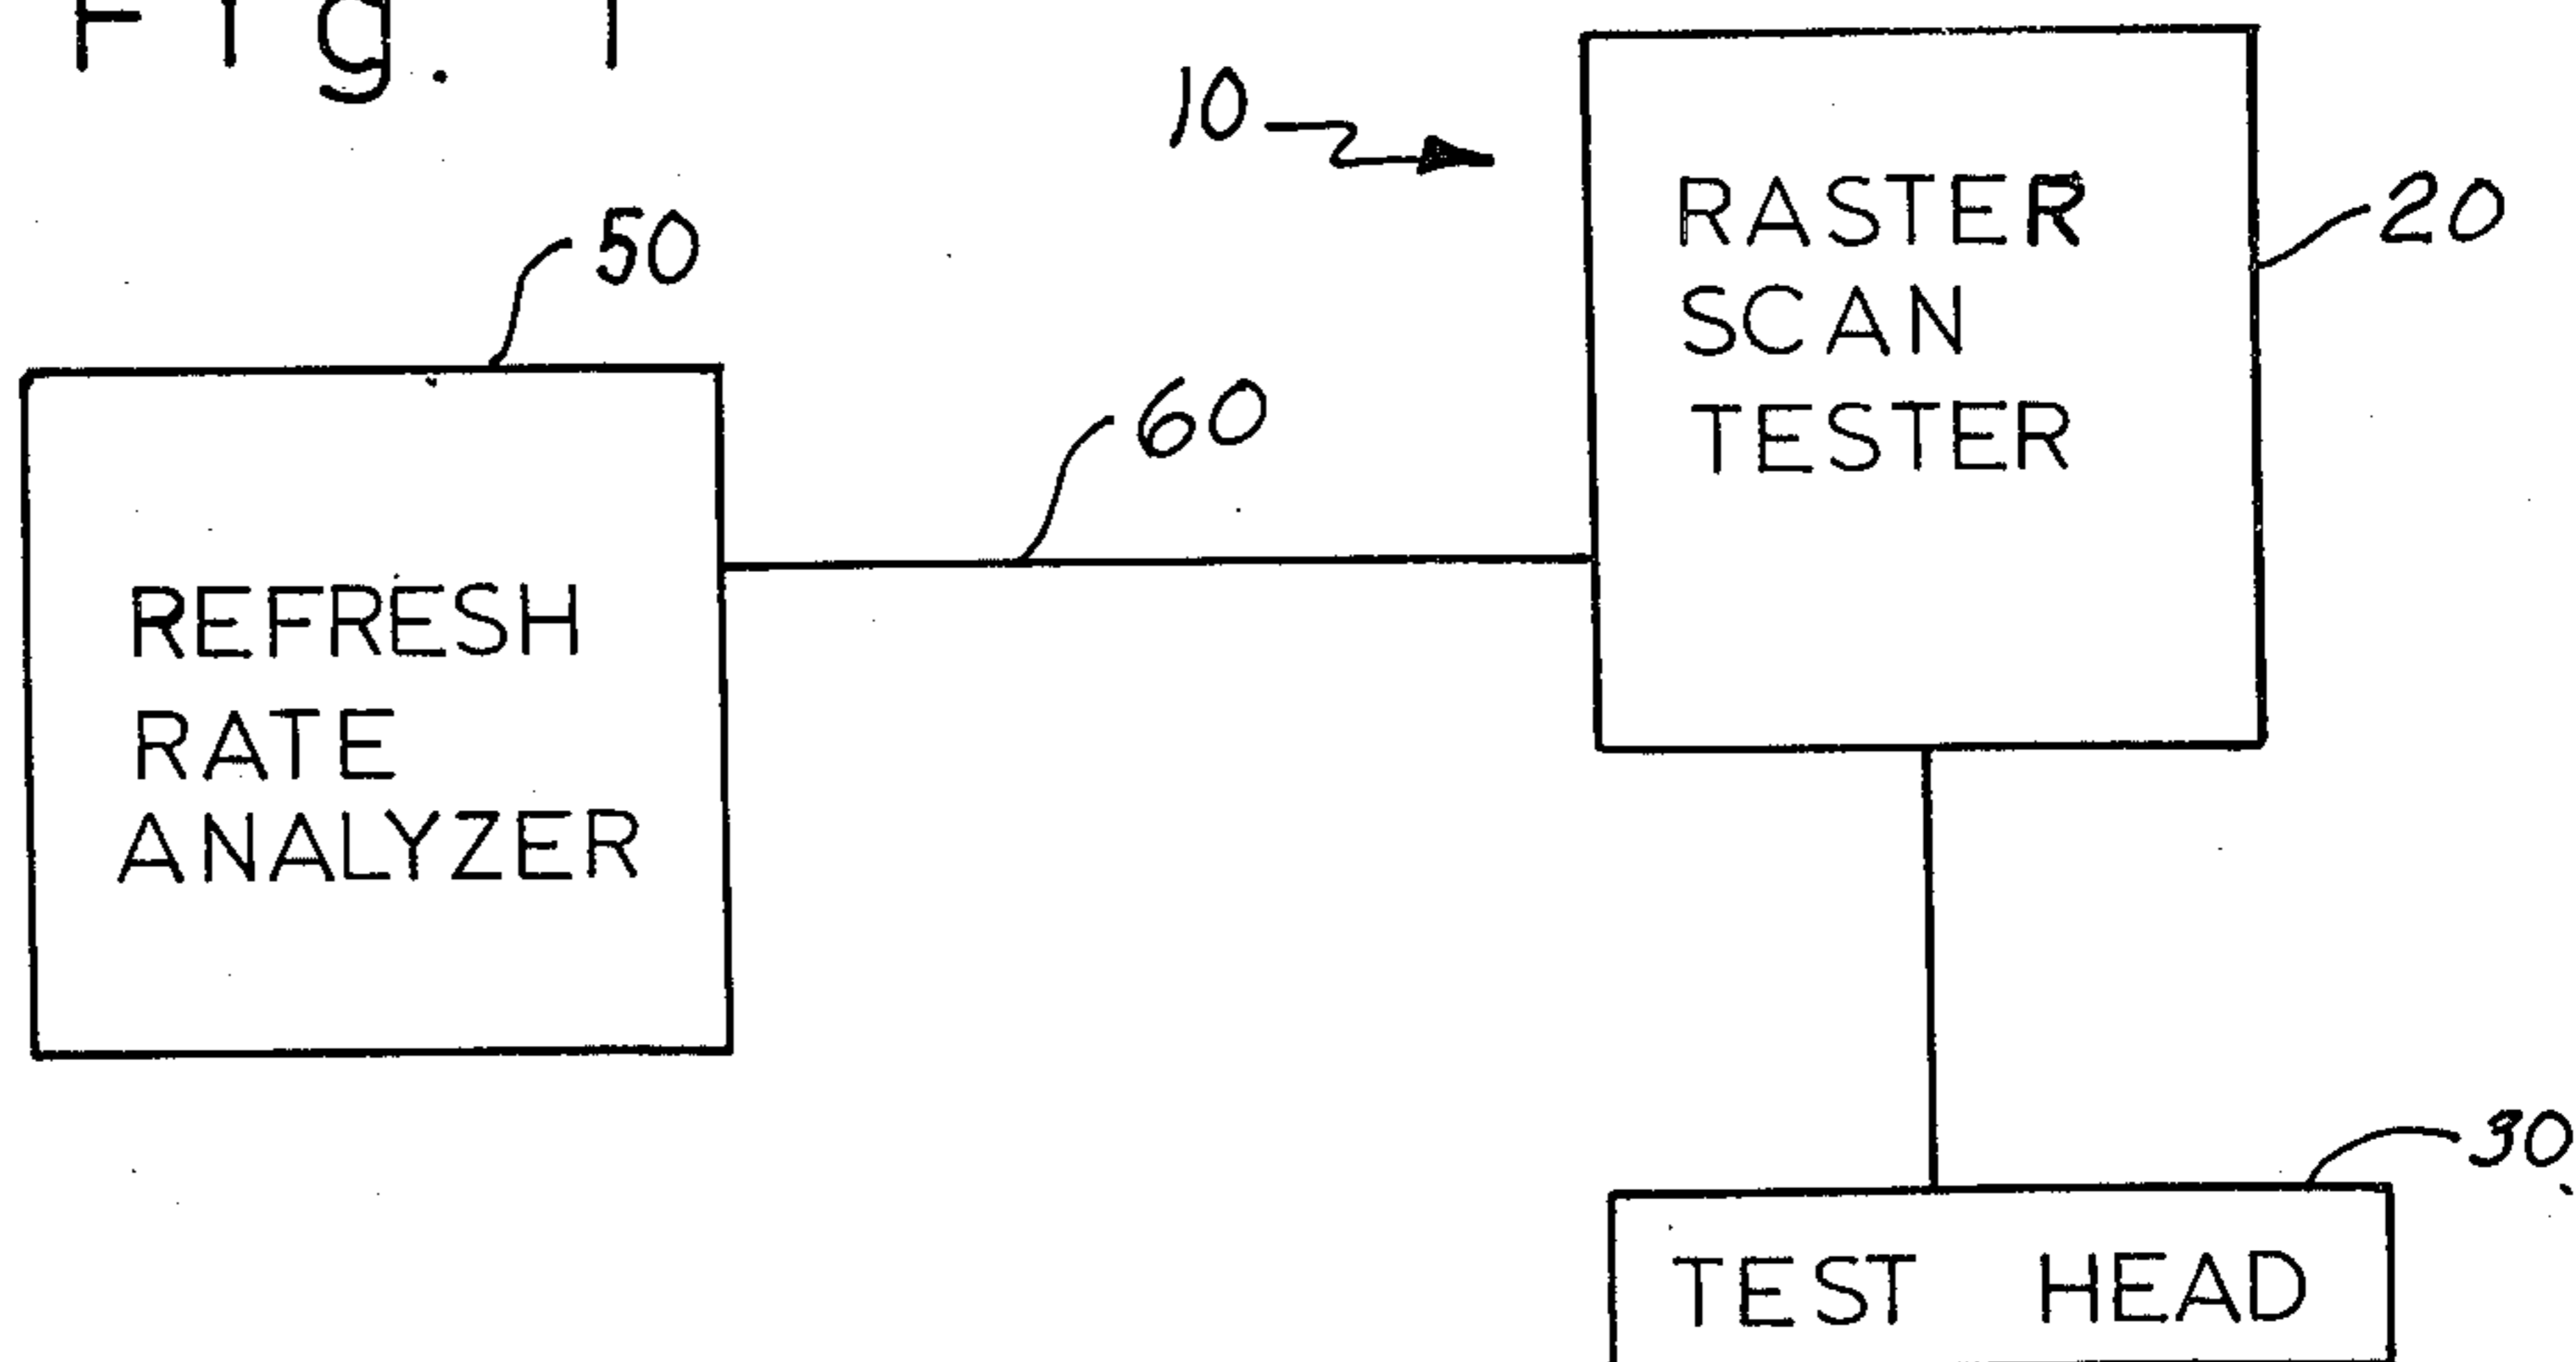 Fig. 1
10
RASTER
SCAN
TESTER
20
50
60
REFRESH
RATE
ANALYZER
30
TEST HEAD